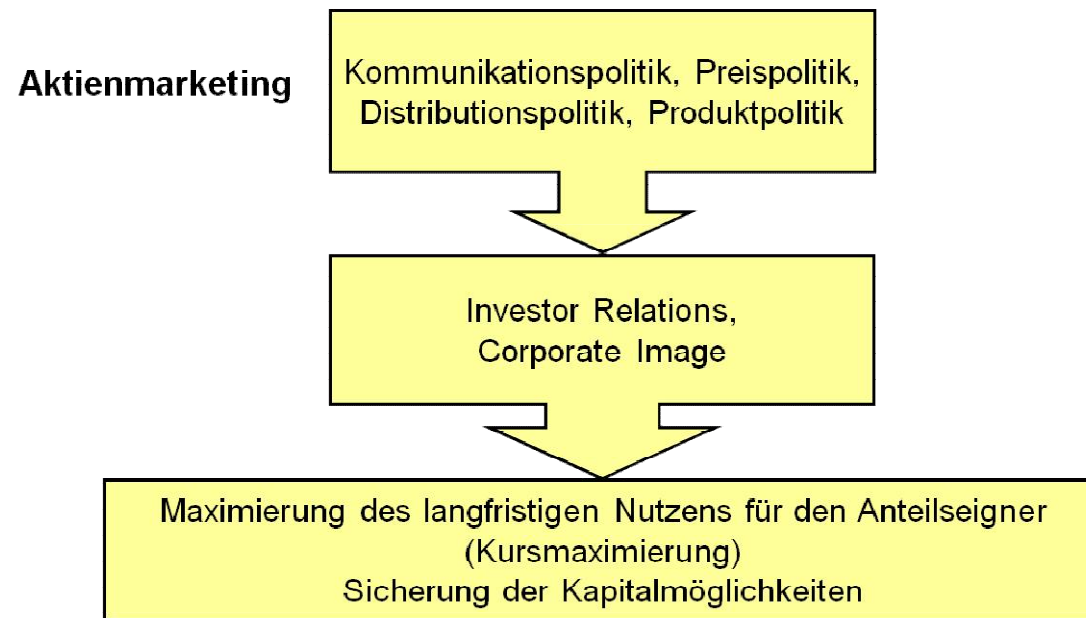 Aktienmarketing
Kommunikationspolitik, Preispolitik,
Distributionspolitik, Produktpolitik
Investor Relations,
Corporate Image
Maximierung des langfristigen Nutzens für den Anteilseigner
(Kursmaximierung)
Sicherung der Kapitalmöglichkeiten